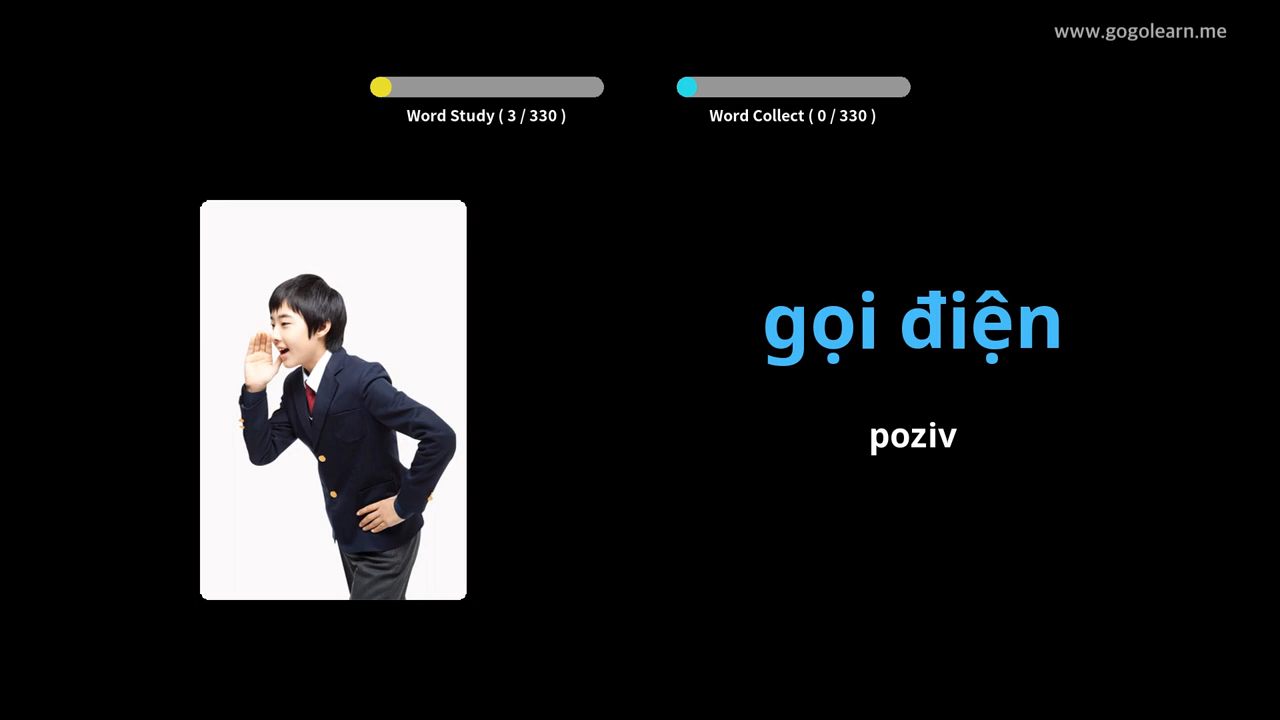 www.gogolearn.me
Word Study ( 3 / 330 )
Word Collect ( 0 / 330 )
gọi điện
poziv